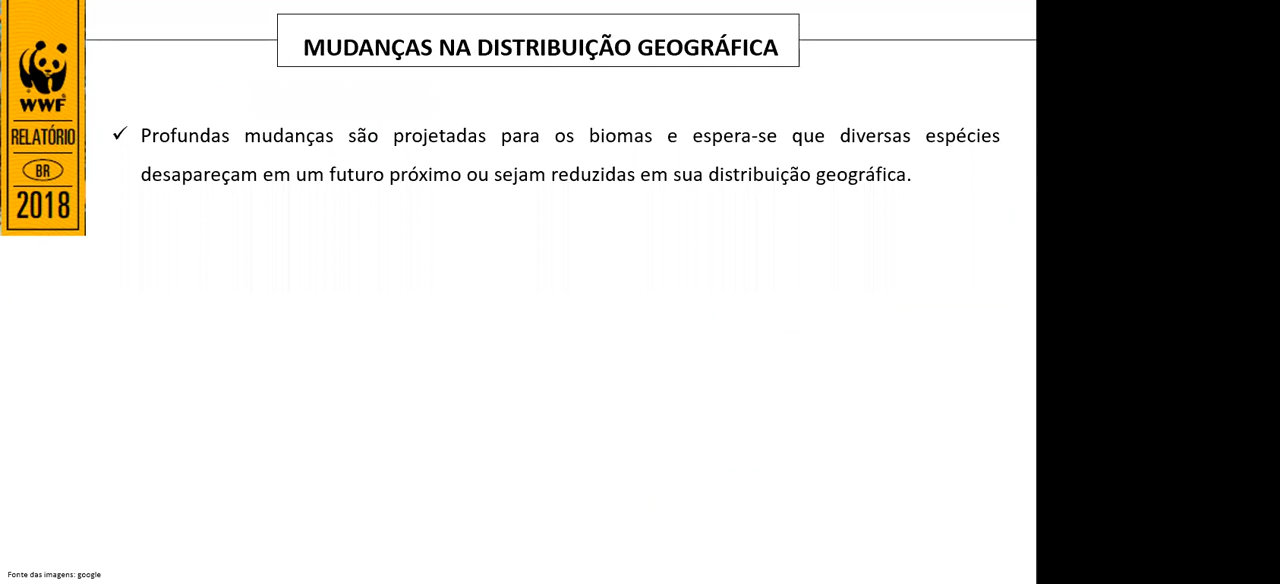 MUDANÇAS NA DISTRIBUIÇÃO GEOGRÁFICA
WWF
RELATÓRIO
BR
2018
✓ Profundas mudanças são projetadas para os biomas e espera-se que diversas espécies
desapareçam em um futuro próximo ou sejam reduzidas em sua distribuição geográfica.
Fonte das imagens: google